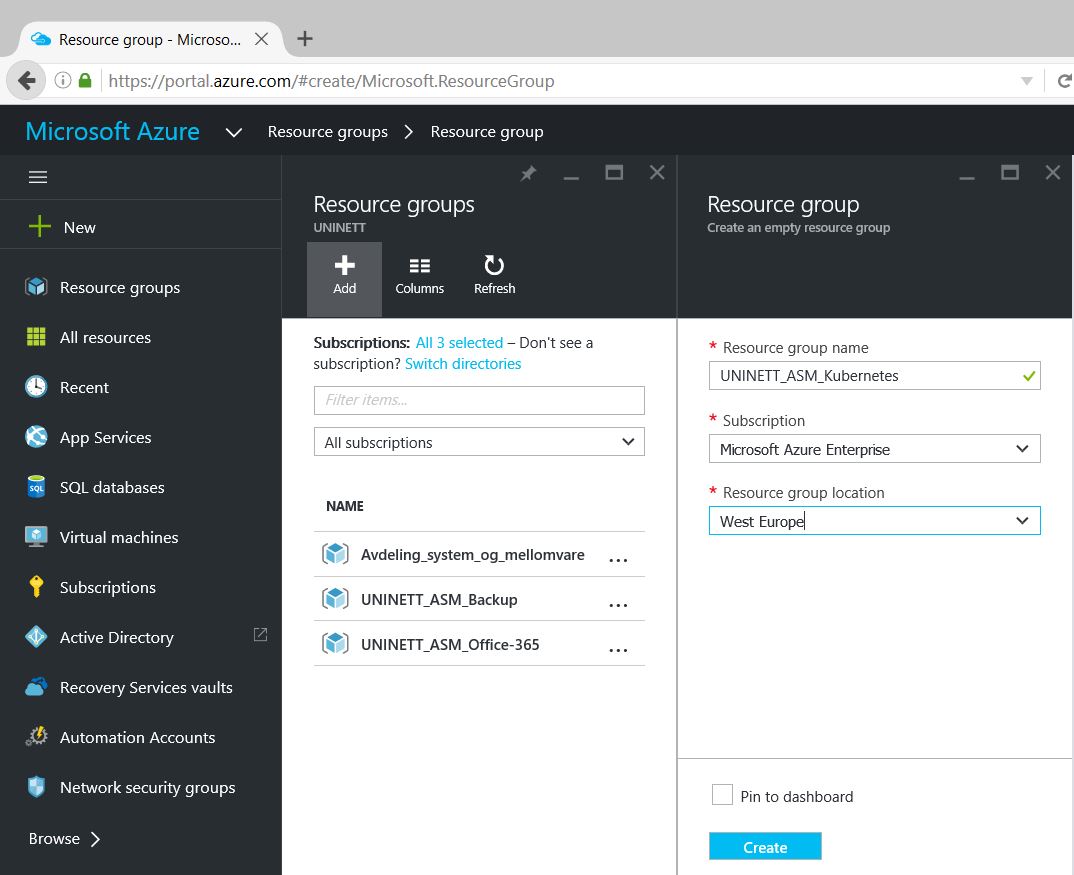 Resource group - Microso...
https://portal.azure.com/#create/Microsoft.ResourceGroup
Microsoft Azure Resource groups Resource group
New
Resource groups
All resources
Recent
App Services
SQL
SQL databases
Virtual machines
Subscriptions
Active Directory
Recovery Services vaults
Automation Accounts
Network security groups
Browse
Resource groups
UNINETT
Add Columns Refresh
Subscriptions: All 3 selected – Don't see a
subscription? Switch directories
Filter items...
All subscriptions
NAME
Avdeling_system_og_mellomvare ...
UNINETT_ASM_Backup ...
UNINETT_ASM_Office-365 ...
Resource group
Create an empty resource group
* Resource group name
UNINETT_ASM_Kubernetes
* Subscription
Microsoft Azure Enterprise
* Resource group location
West Europe
Pin to dashboard
Create